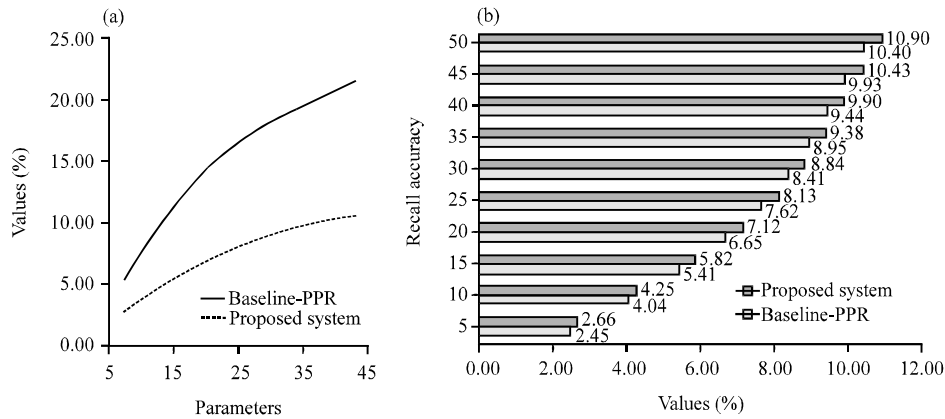 (a)
25.00
20.00
15.00
10.00
5.00
0.00
Values (%)
5 15 25 35 45
Parameters
Baseline-PPR
Proposed system
(b)
Recall accuracy
50 10.90
10.40
45 10.43
9.93
40 9.90
9.44
35 9.38
8.95
30 8.84
8.41
25 8.13
7.62
20 7.12
6.65
15 5.82
5.41
10 4.25
4.04
5 2.66
2.45
Proposed system
Baseline-PPR
0.00 2.00 4.00 6.00 8.00 10.00 12.00
Values (%)